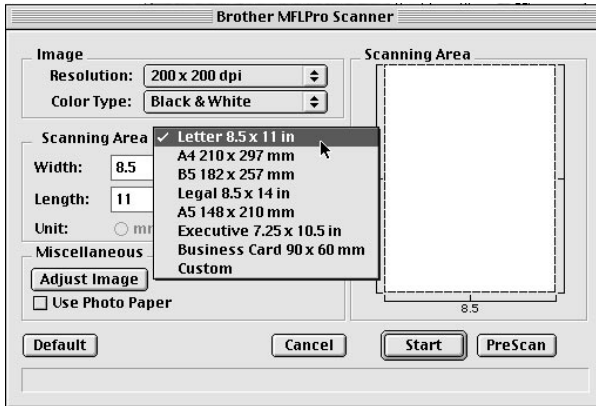 Brother MFLPro Scanner
Image
Resolution: 200 x 200 dpi
Color Type: Black & White
Scanning Area
✓ Letter 8.5 x 11 in
A4 210 x 297 mm
B5 182 x 257 mm
Legal 8.5 x 14 in
A5 148 x 210 mm
Executive 7.25 x 10.5 in
Business Card 90 x 60 mm
Custom
Width: 8.5
Length: 11
Unit:
Miscellaneous
Adjust Image
Use Photo Paper
Scanning Area
8.5
Default
Cancel
Start
PreScan